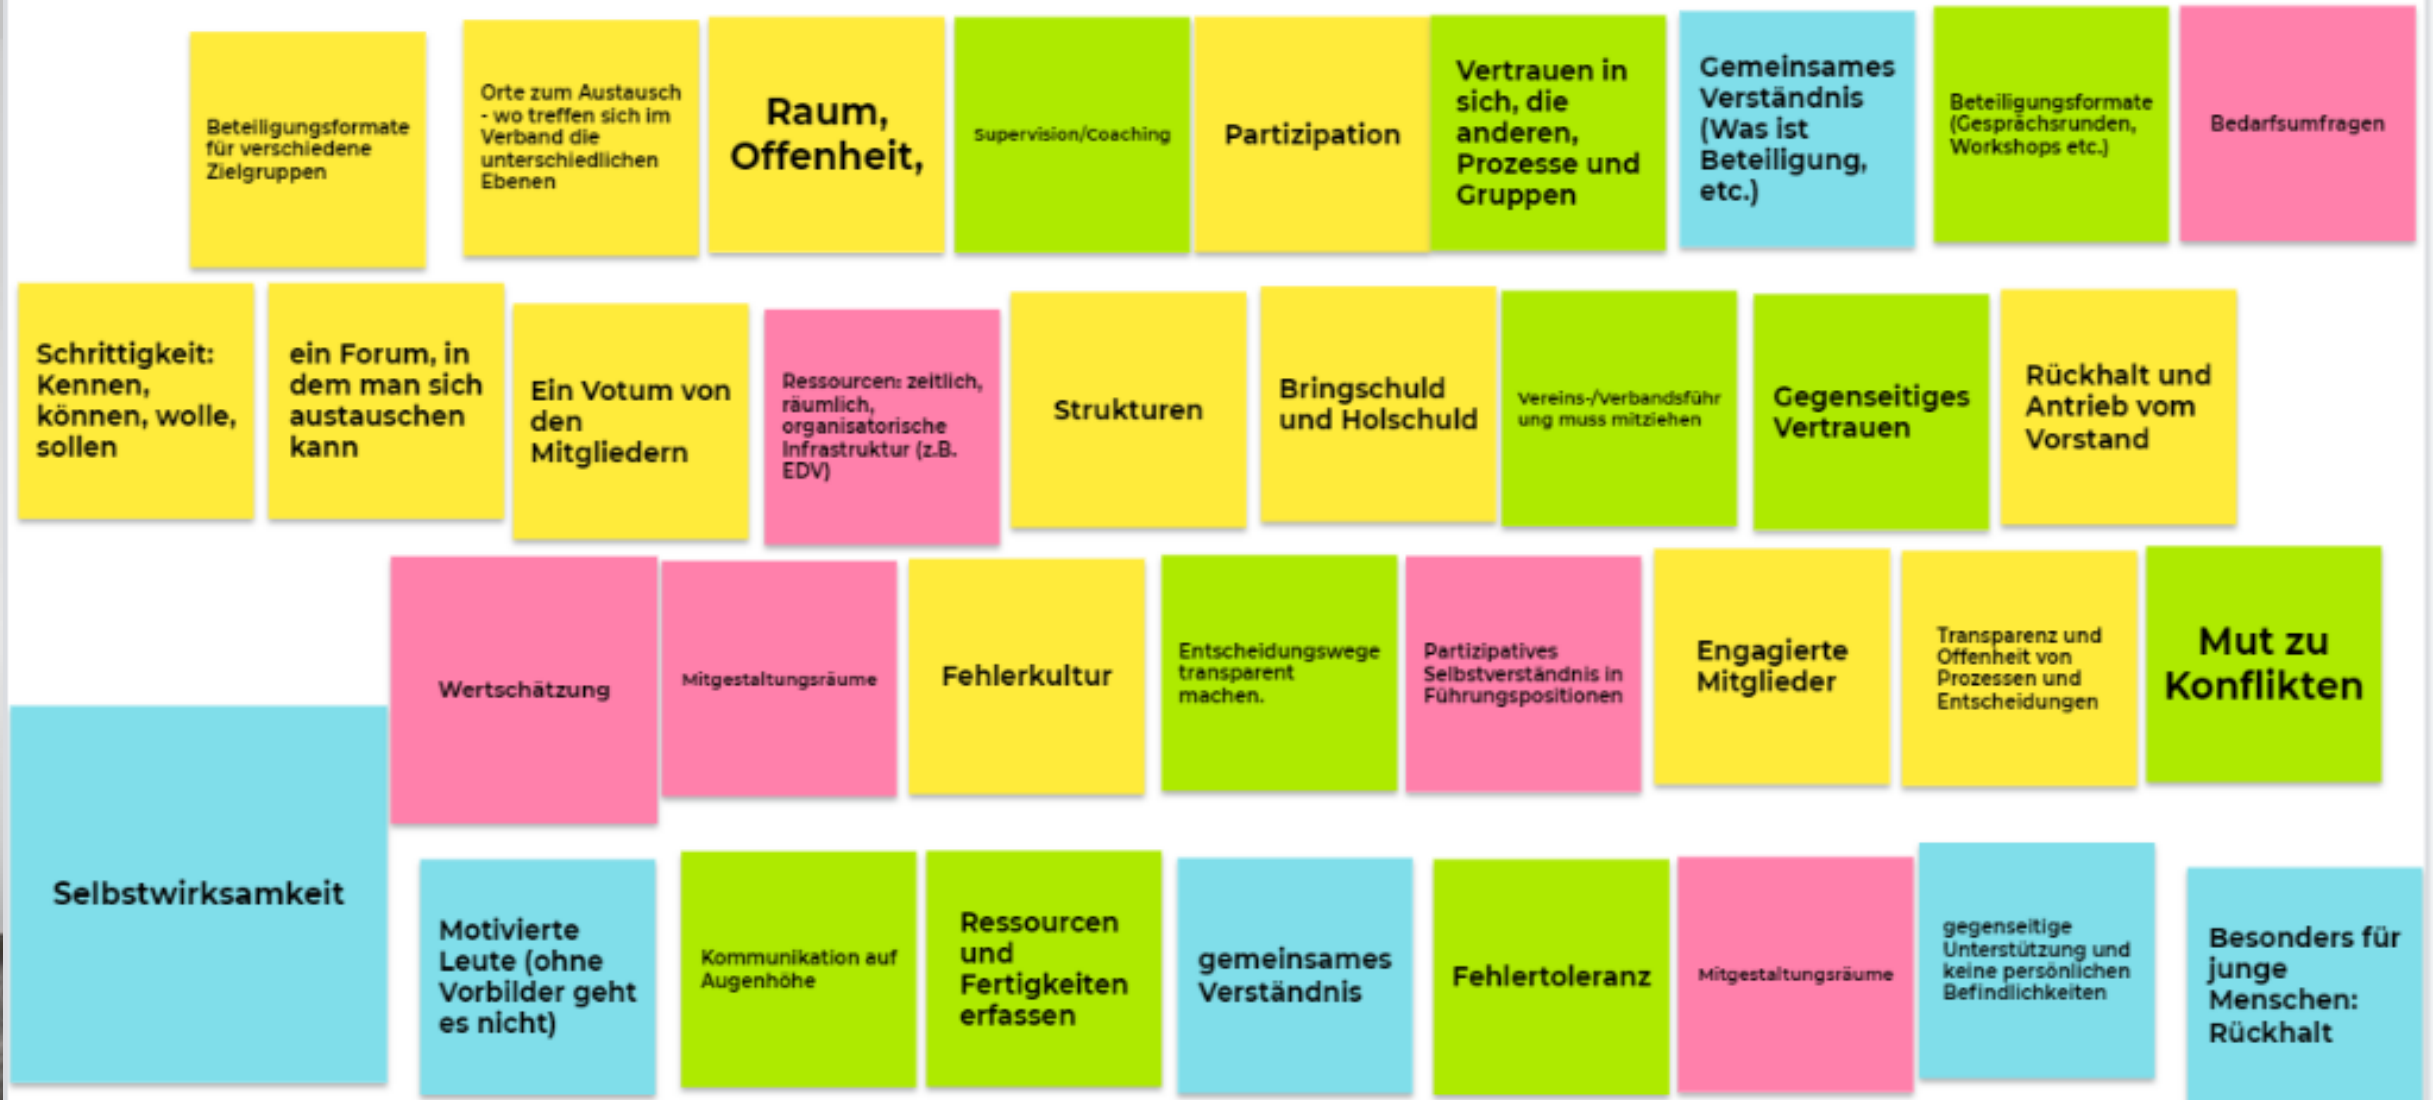 Beteiligungsformate
für verschiedene
Zielgruppen
Orte zum Austausch
- wo treffen sich im
Verband die
unterschiedlichen
Ebenen
Raum,
Offenheit,
Supervision/Coaching
Partizipation
Vertrauen in
sich, die
anderen,
Prozesse und
Gruppen
Gemeinsames
Verständnis
(Was ist
Beteiligung,
etc.)
Beteiligungsformate
(Gesprächsrunden,
Workshops etc.)
Bedarfsumfragen
Schrittigkeit:
Kennen,
können, wolle,
sollen
ein Forum, in
dem man sich
austauschen
kann
Ein Votum von
den
Mitgliedern
Ressourcen: zeitlich,
räumlich,
organisatorische
Infrastruktur (z.B.
EDV)
Strukturen
Bringschuld
und Holschuld
Vereins-/Verbandsführ
ung muss mitziehen
Gegenseitiges
Vertrauen
Rückhalt und
Antrieb vom
Vorstand
Wertschätzung
Mitgestaltungsräume
Fehlerkultur
Entscheidungswege
transparent
machen.
Partizipatives
Selbstverständnis in
Führungspositionen
Engagierte
Mitglieder
Transparenz und
Offenheit von
Prozessen und
Entscheidungen
Mut zu
Konflikten
Selbstwirksamkeit
Motivierte
Leute (ohne
Vorbilder geht
es nicht)
Kommunikation auf
Augenhöhe
Ressourcen
und
Fertigkeiten
erfassen
gemeinsames
Verständnis
Fehlertoleranz
Mitgestaltungsräume
gegenseitige
Unterstützung und
keine persönlichen
Befindlichkeiten
Besonders für
junge
Menschen:
Rückhalt